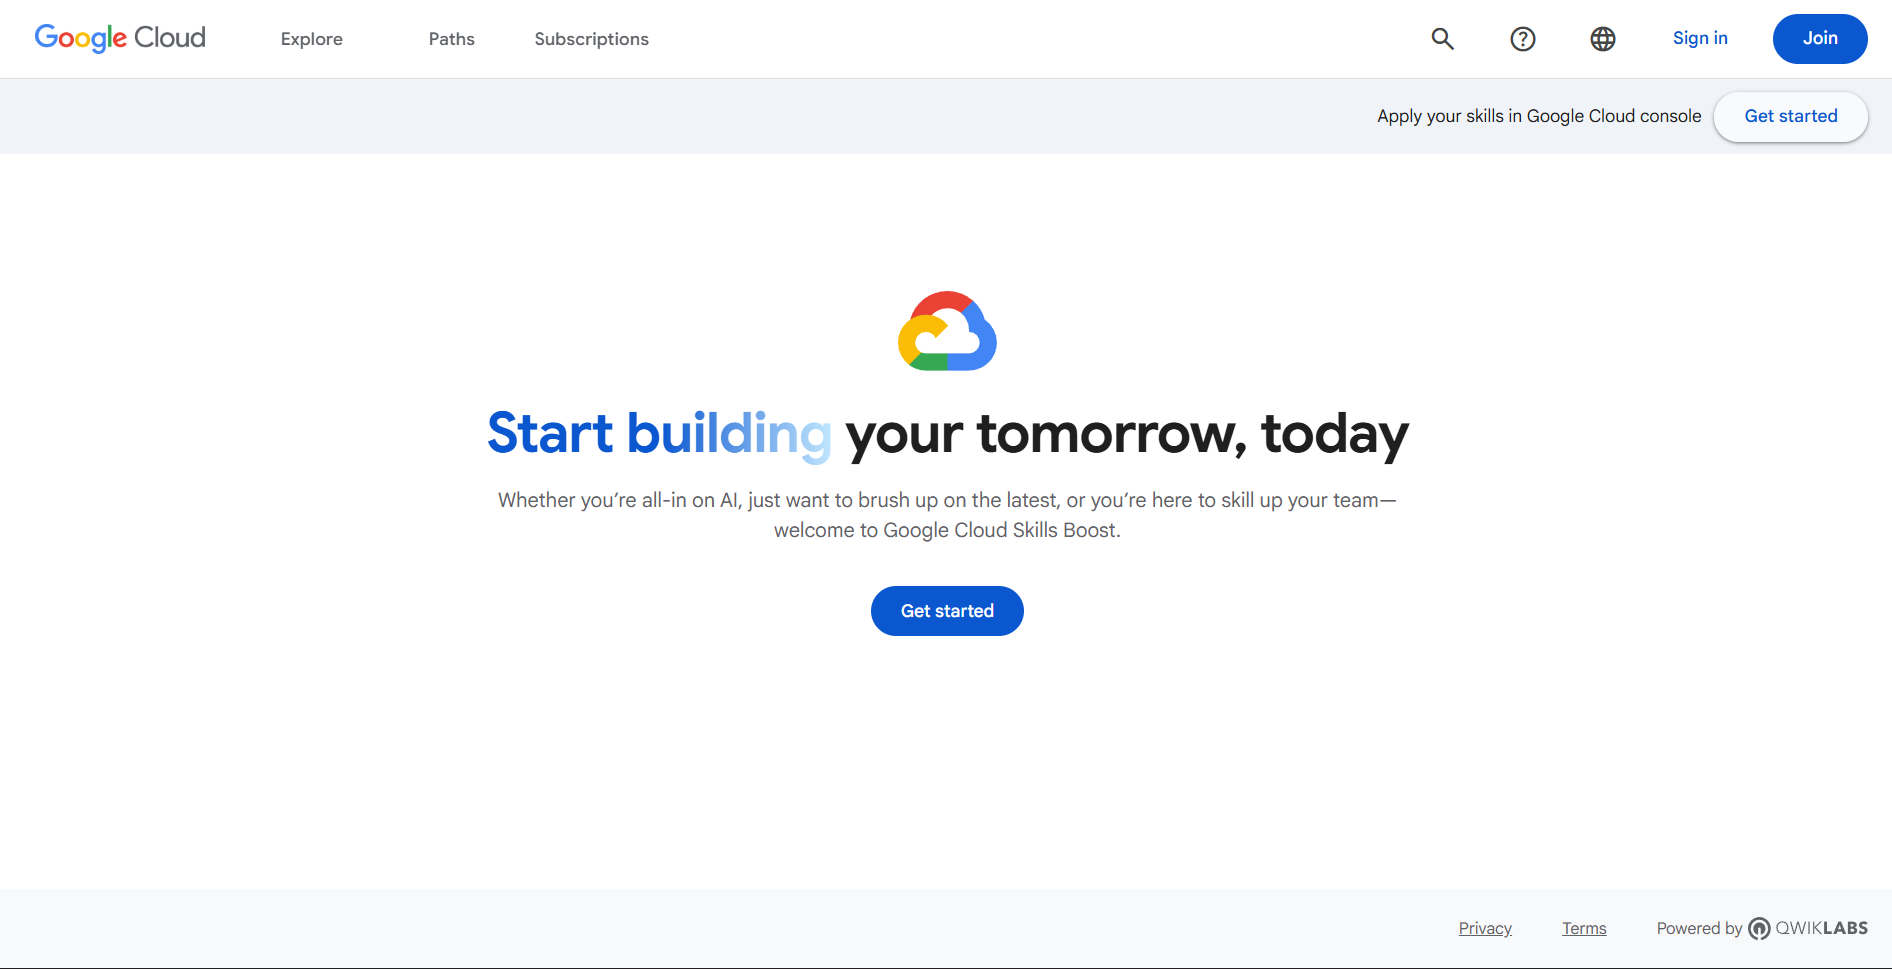 Google Cloud
Explore
Paths
Subscriptions
Sign in
Join
Apply your skills in Google Cloud console
Get started
Start building your tomorrow, today
Whether you’re all-in on AI, just want to brush up on the latest, or you’re here to skill up your team—
welcome to Google Cloud Skills Boost.
Get started
Privacy
Terms
Powered by QWIKLABS